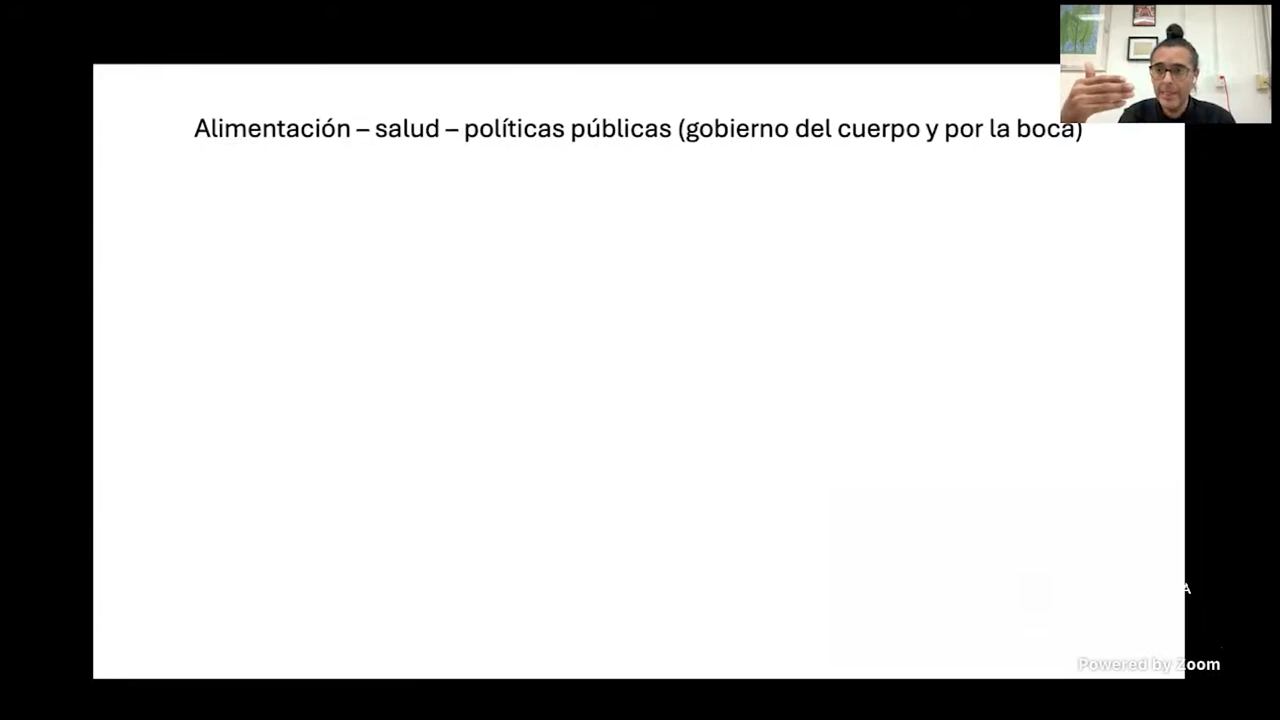 Alimentación – salud – políticas públicas (gobierno del cuerpo y por la boca)
A
Powered by Zoom